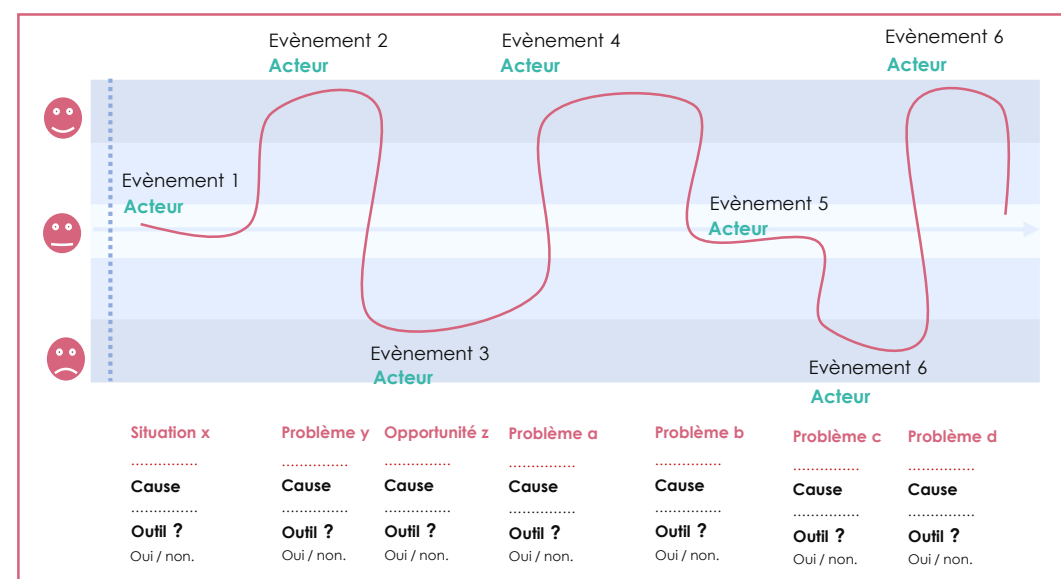 Evènement 2
Acteur
Evènement 4
Acteur
Evènement 6
Acteur
Evènement 1
Acteur
Evènement 5
Acteur
Evènement 3
Acteur
Evènement 6
Acteur
Situation x
..............
Cause
..............
Outil ?
Oui / non.
Problème y
..............
Cause
..............
Outil ?
Oui / non.
Opportunité z
..............
Cause
..............
Outil ?
Oui / non.
Problème a
..............
Cause
..............
Outil ?
Oui / non.
Problème b
..............
Cause
..............
Outil ?
Oui / non.
Problème c
..............
Cause
..............
Outil ?
Oui / non.
Problème d
..............
Cause
..............
Outil ?
Oui / non.